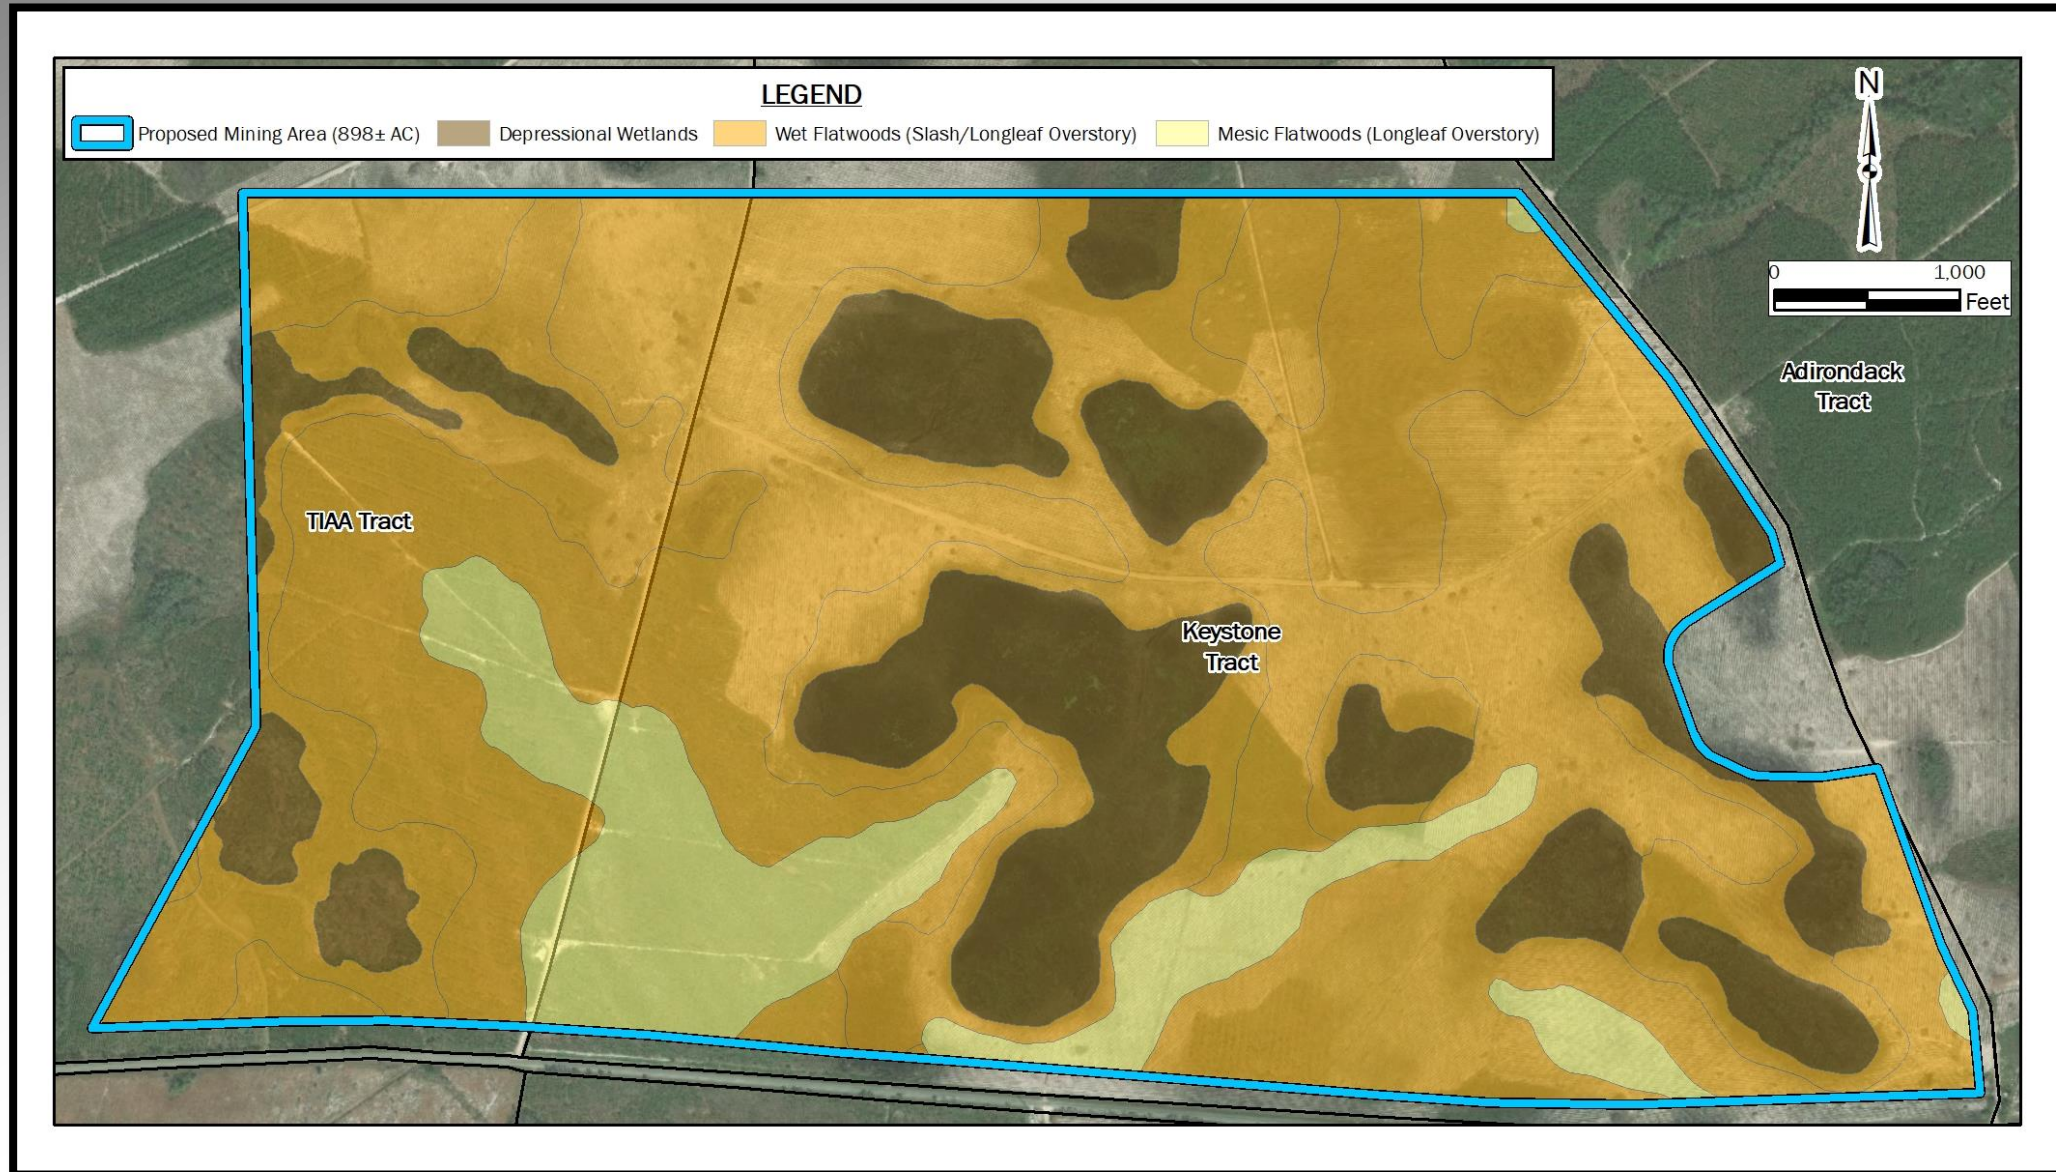 LEGEND
Proposed Mining Area (898± AC)
Depressional Wetlands
Wet Flatwoods (Slash/Longleaf Overstory)
Mesic Flatwoods (Longleaf Overstory)
N
0 1,000
Feet
Adirondack
Tract
TIAA Tract
Keystone
Tract